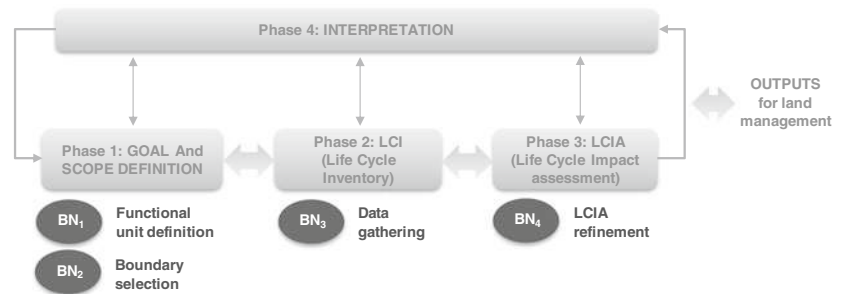 Phase 4: INTERPRETATION
OUTPUTS
for land
management
Phase 1: GOAL And
SCOPE DEFINITION
Phase 2: LCI
(Life Cycle
Inventory)
Phase 3: LCIA
(Life Cycle Impact
assessment)
BN₁
Functional
unit definition
BN₂
Boundary
selection
BN₃
Data
gathering
BN₄
LCIA
refinement